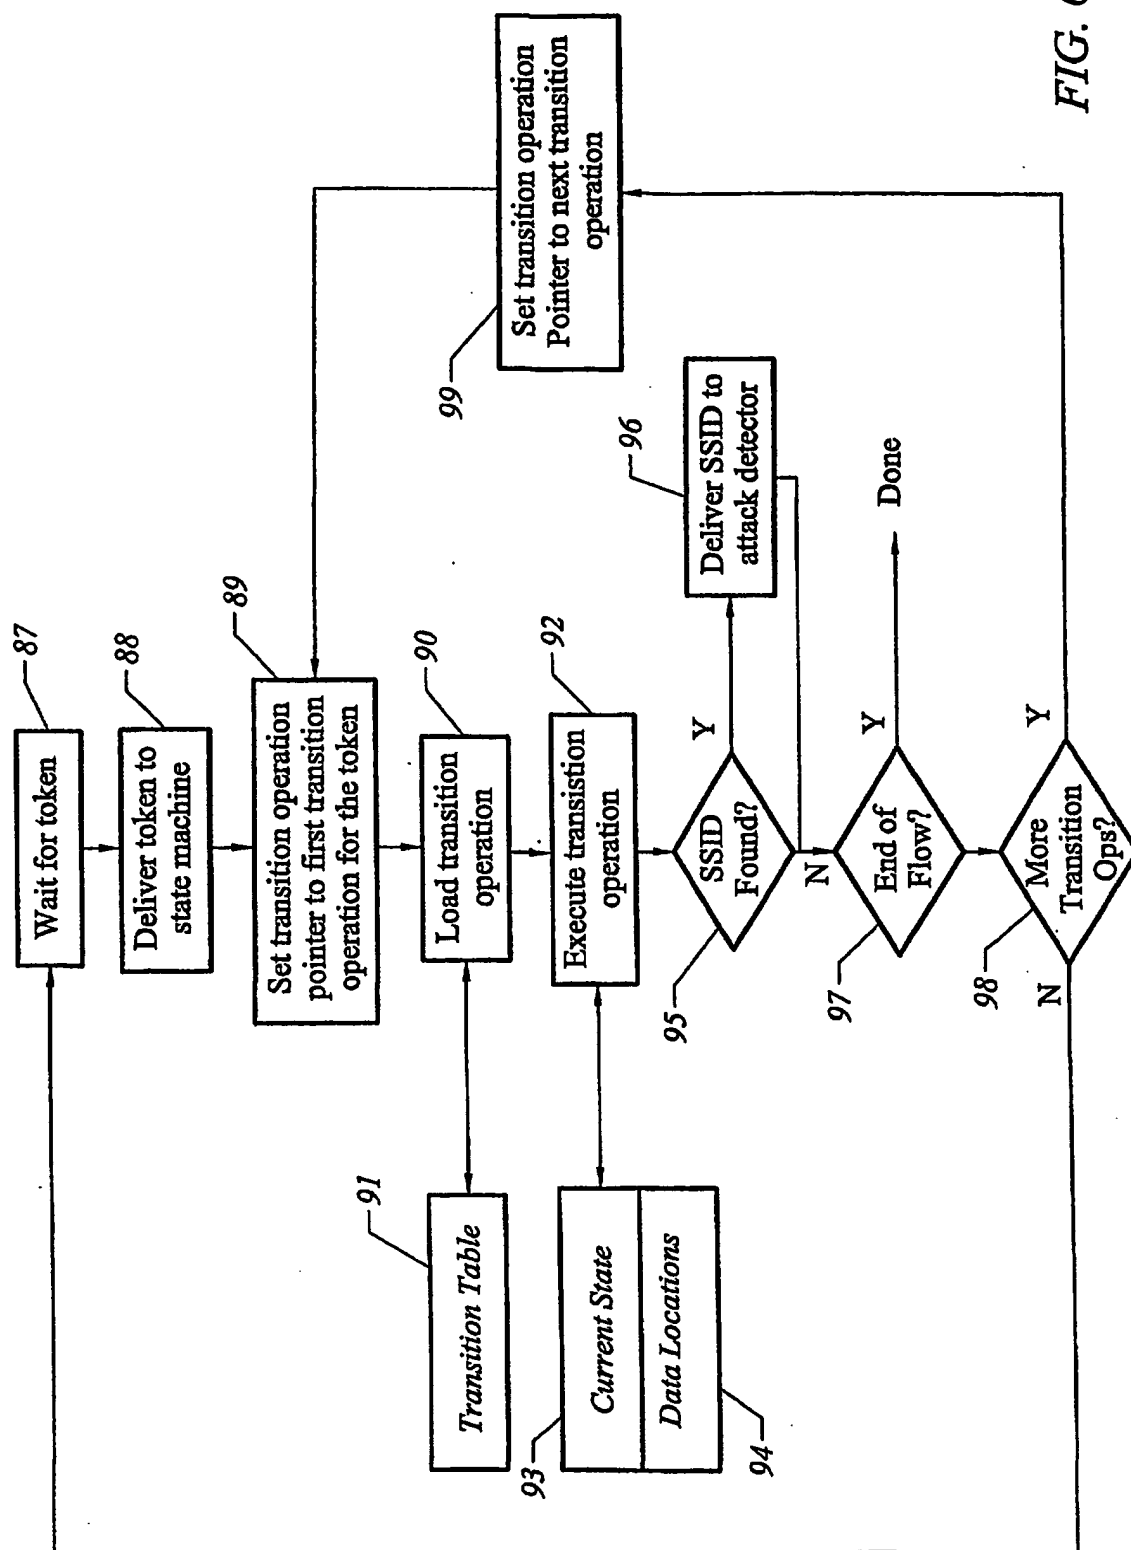 87
Wait for token
88
Deliver token to
state machine
89
Set transition operation
pointer to first transition
operation for the token
90
Load transition
operation
91
Transition Table
92
Execute transistion
operation
93
Current State
Data Locations
94
95
SSID
Found?
Y
N
96
Deliver SSID to
attack detector
97
End of
Flow?
Y
Done
98
More
Transition
Ops?
Y
N
99
Set transition operation
Pointer to next transition
operation
FIG.